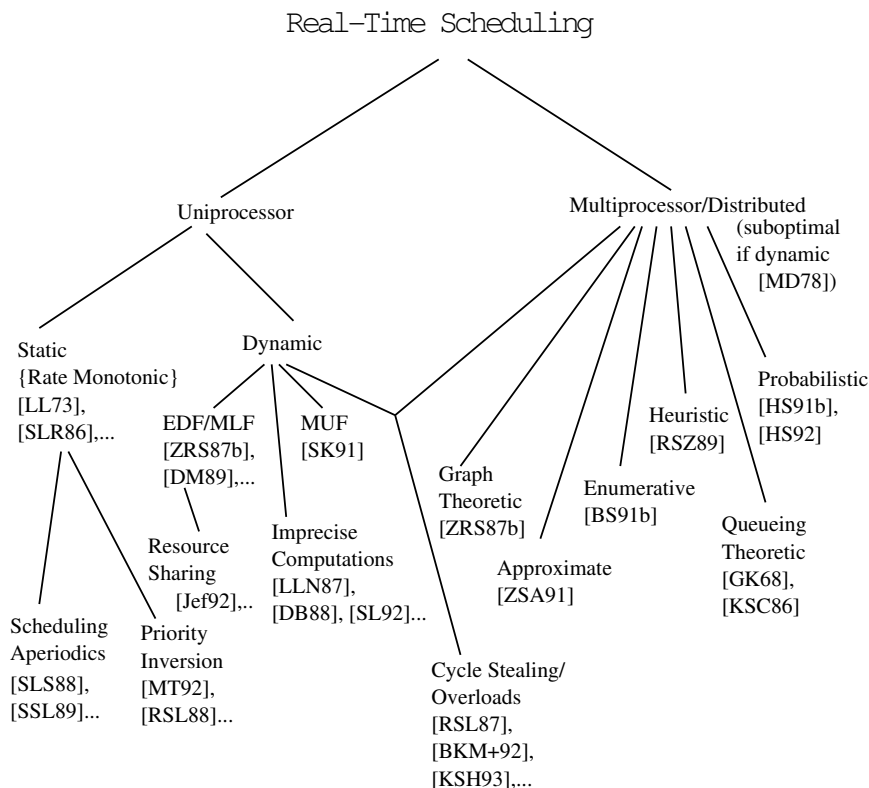 Real-Time Scheduling
Uniprocessor
Multiprocessor/Distributed
(suboptimal
if dynamic
[MD78])
Static
{Rate Monotonic}
[LL73],
[SLR86],...
Dynamic
EDF/MLF
[ZRS87b],
[DM89],...
MUF
[SK91]
Probabilistic
[HS91b],
[HS92]
Heuristic
[RSZ89]
Graph
Theoretic
[ZRS87b]
Enumerative
[BS91b]
Queueing
Theoretic
[GK68],
[KSC86]
Resource
Sharing
[Jef92],..
Imprecise
Computations
[LLN87],
[DB88], [SL92]...
Approximate
[ZSA91]
Scheduling
Aperiodics
[SLS88],
[SSL89]...
Priority
Inversion
[MT92],
[RSL88]...
Cycle Stealing/
Overloads
[RSL87],
[BKM+92],
[KSH93],...